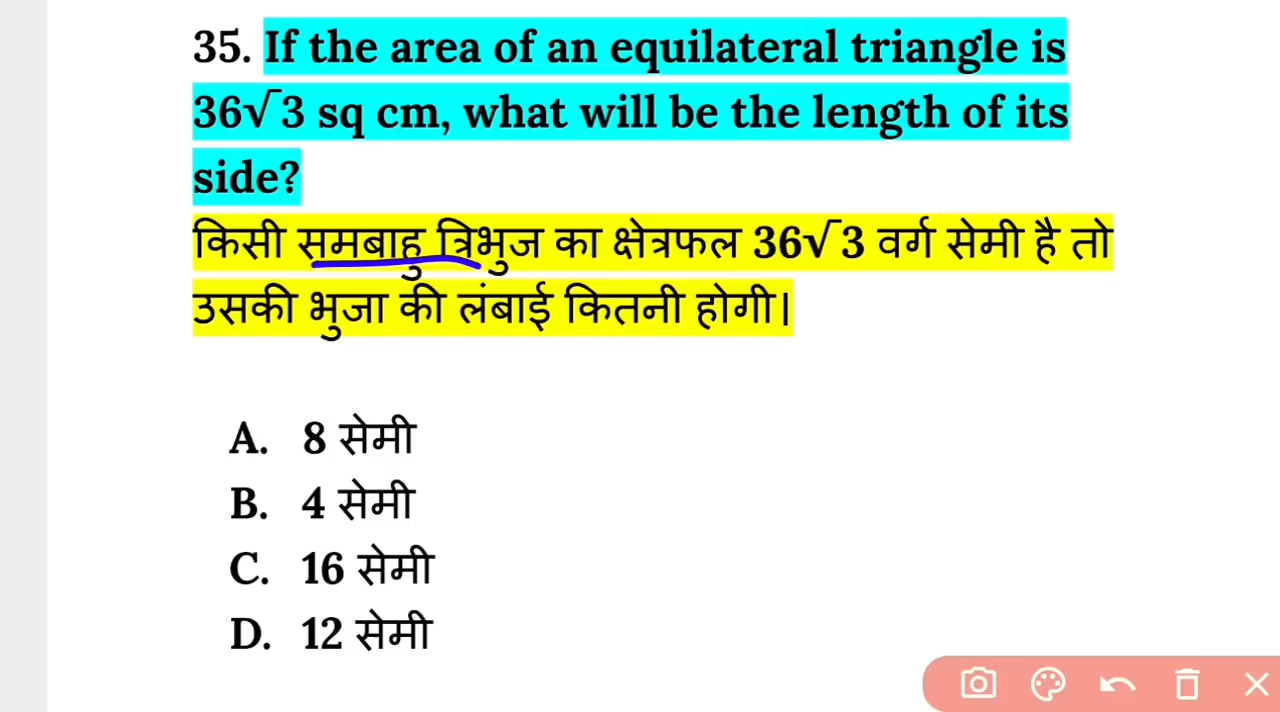 35. If the area of an equilateral triangle is
36√3 sq cm, what will be the length of its
side?
किसी समबाहु त्रिभुज का क्षेत्रफल 36√3 वर्ग सेमी है तो
उसकी भुजा की लंबाई कितनी होगी।
A. 8 सेमी
B. 4 सेमी
C. 16 सेमी
D. 12 सेमी